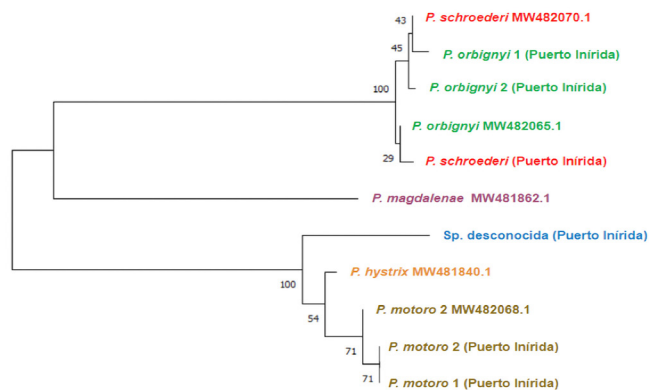 43
P. schroederi MW482070.1
45
P. orbignyi 1 (Puerto Inírida)
100
P. orbignyi 2 (Puerto Inírida)
P. orbignyi MW482065.1
29
P. schroederi (Puerto Inírida)
P. magdalenae MW481862.1
Sp. desconocida (Puerto Inírida)
P. hystrix MW481840.1
100
54
P. motoro 2 MW482068.1
71
P. motoro 2 (Puerto Inírida)
71
P. motoro 1 (Puerto Inírida)